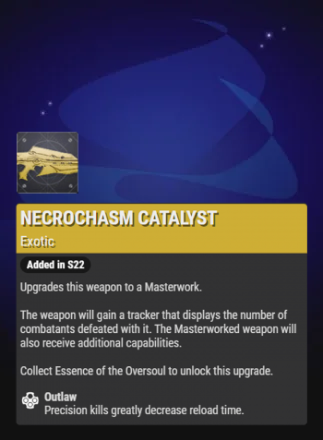 NECROCHASM CATALYST
Exotic
Added in S22
Upgrades this weapon to a Masterwork.
The weapon will gain a tracker that displays the number of
combatants defeated with it. The Masterworked weapon will
also receive additional capabilities.
Collect Essence of the Oversoul to unlock this upgrade.
Outlaw
Precision kills greatly decrease reload time.